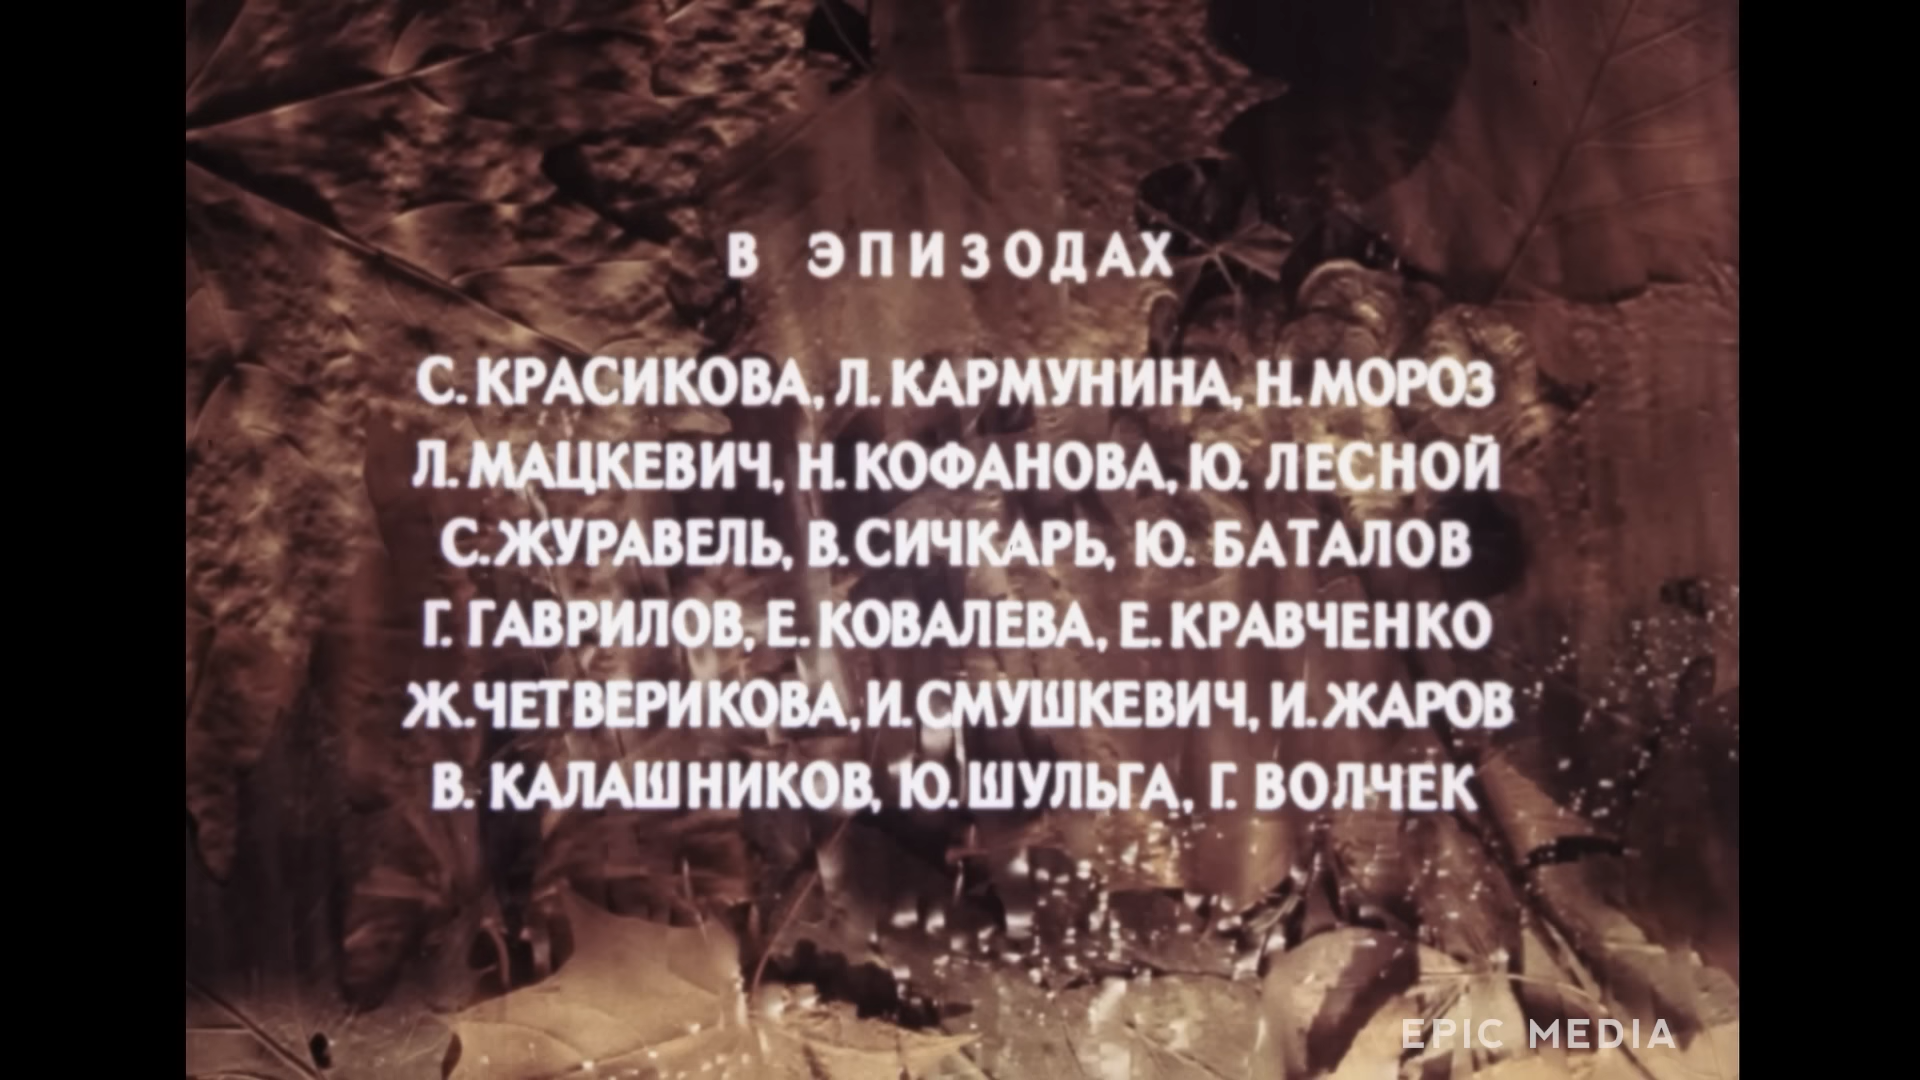 В ЭПИЗОДАХ
С. КРАСИКОВА, Л. КАРМУНИНА, Н. МОРОЗ
Л. МАЦКЕВИЧ, Н. КОФАНОВА, Ю. ЛЕСНОЙ
С. ЖУРАВЕЛЬ, В. СИЧКАРЬ, Ю. БАТАЛОВ
Г. ГАВРИЛОВ, Е. КОВАЛЕВА, Е. КРАВЧЕНКО
Ж. ЧЕТВЕРИКОВА, И. СМУШКЕВИЧ, И. ЖАРОВ
В. КАЛАШНИКОВ, Ю. ШУЛЬГА, Г. ВОЛЧЕК
EPIC MEDIA